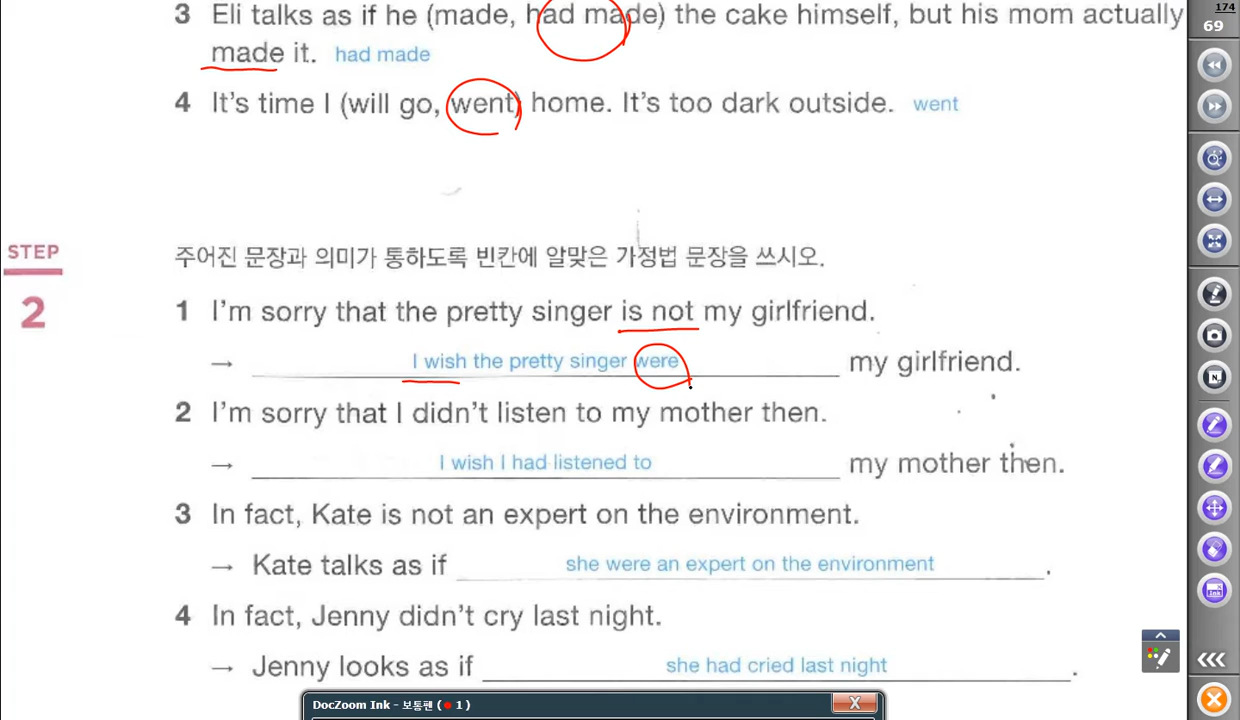 174
69
3 Eli talks as if he (made, had made) the cake himself, but his mom actually
made it. had made
4 It's time I (will go, went) home. It's too dark outside. went
STEP
2
주어진 문장과 의미가 통하도록 빈칸에 알맞은 가정법 문장을 쓰시오.
1 I'm sorry that the pretty singer is not my girlfriend.
→ I wish the pretty singer were my girlfriend.
2 I'm sorry that I didn't listen to my mother then.
→ I wish I had listened to my mother then.
3 In fact, Kate is not an expert on the environment.
→ Kate talks as if she were an expert on the environment.
4 In fact, Jenny didn't cry last night.
→ Jenny looks as if she had cried last night.
DocZoom Ink - 보통펜 ( 1 )
N
Ink